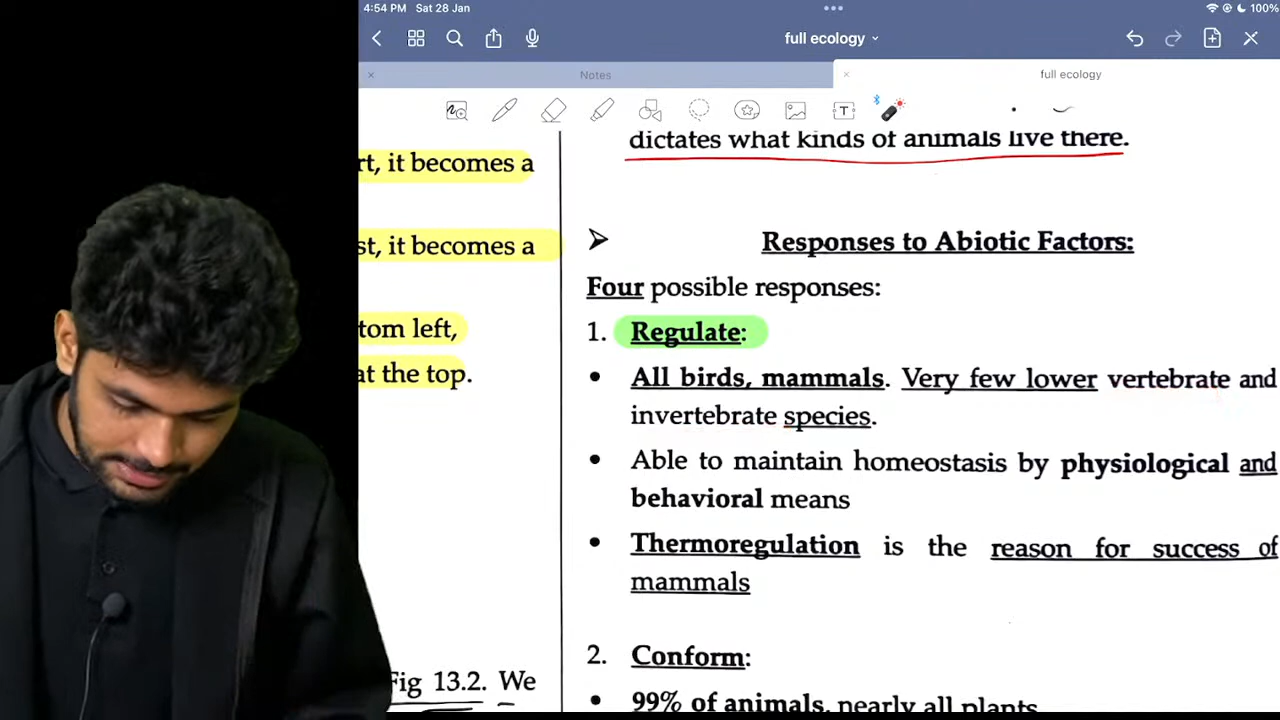 4:54 PM Sat 28 Jan
100%
full ecology
Notes
full ecology
T
dictates what kinds of animals live there.
rt, it becomes a
st, it becomes a
tom left,
at the top.
Fig 13.2. We
➢ Responses to Abiotic Factors:
Four possible responses:
1. Regulate:
• All birds, mammals. Very few lower vertebrate and
invertebrate species.
• Able to maintain homeostasis by physiological and
behavioral means
• Thermoregulation is the reason for success of
mammals
2. Conform:
• 99% of animals, nearly all plants